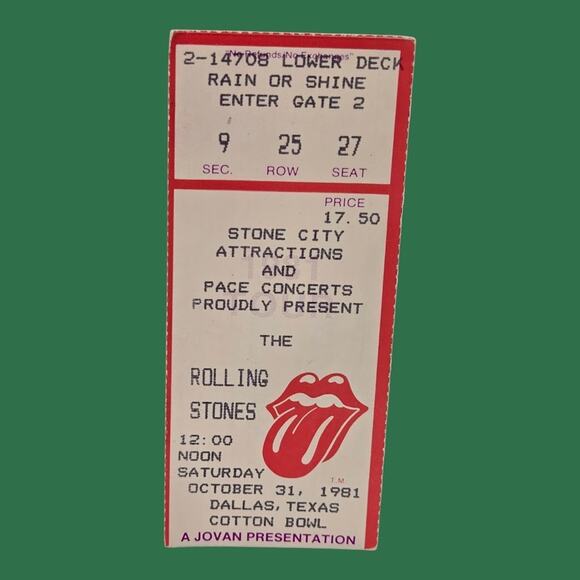 "No Refunds/No Exchanges"
2-14708 LOWER DECK
RAIN OR SHINE
ENTER GATE 2
9 25 27
SEC. ROW SEAT
PRICE
17.50
STONE CITY
ATTRACTIONS
AND
PACE CONCERTS
PROUDLY PRESENT
THE
ROLLING
STONES
12:00
NOON
SATURDAY
T.M.
OCTOBER 31, 1981
DALLAS, TEXAS
COTTON BOWL
A JOVAN PRESENTATION